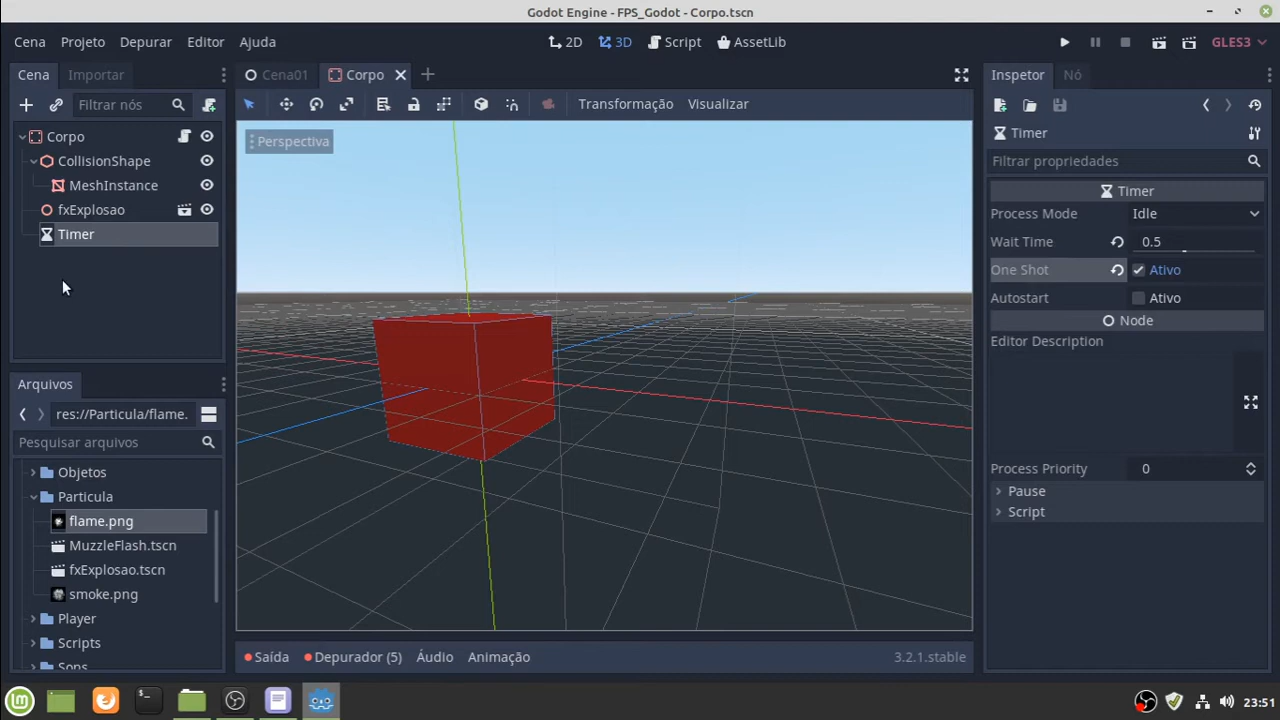 Godot Engine - FPS_Godot - Corpo.tscn
Cena Projeto Depurar Editor Ajuda 2D 3D Script AssetLib GLES3
Cena Importar Cena01 Corpo Inspetor Nó
Filtrar nós Transformação Visualizar
Corpo
CollisionShape
MeshInstance
fxExplosao
Timer
Arquivos
res://Particula/flame.
Pesquisar arquivos
Objetos
Particula
flame.png
MuzzleFlash.tscn
fxExplosao.tscn
smoke.png
Player
Scripts
Sons
Perspectiva
Saída Depurador (5) Áudio Animação 3.2.1.stable
Timer
Filtrar propriedades
Timer
Process Mode Idle
Wait Time 0.5
One Shot Ativo
Autostart Ativo
Node
Editor Description
Process Priority 0
Pause
Script
23:51